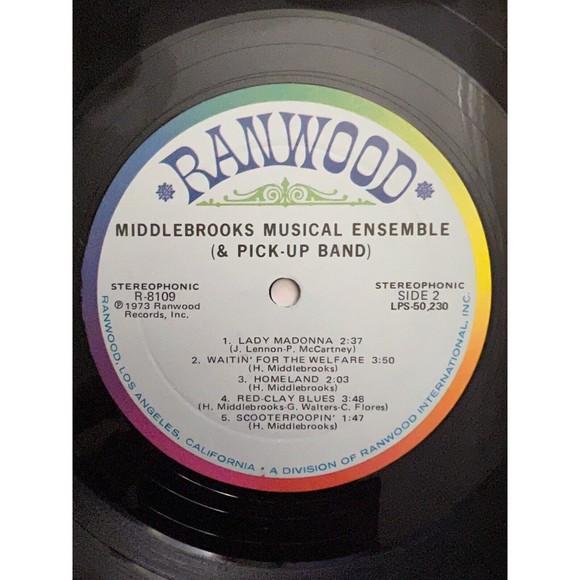 RANWOOD
MIDDLEBROOKS MUSICAL ENSEMBLE
(& PICK-UP BAND)
STEREOPHONIC
R-8109
℗1973 Ranwood
Records, Inc.
STEREOPHONIC
SIDE 2
LPS-50,230
1. LADY MADONNA 2:37
(J. Lennon-P. McCartney)
2. WAITIN' FOR THE WELFARE 3:50
(H. Middlebrooks)
3. HOMELAND 2:03
(H. Middlebrooks)
4. RED-CLAY BLUES 3:48
(H. Middlebrooks-G. Walters-C. Flores)
5. SCOOTERPOOPIN' 1:47
(H. Middlebrooks)
RANWOOD, LOS ANGELES, CALIFORNIA • A DIVISION OF RANWOOD INTERNATIONAL, INC.